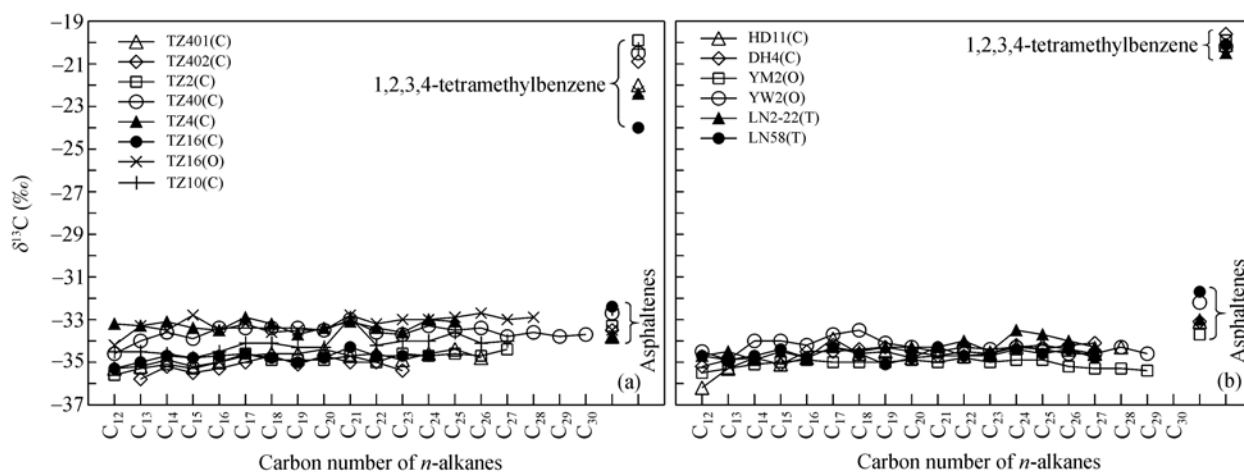 δ¹³C (‰)
−19
−21
−23
−25
−27
−29
−31
−33
−35
−37
TZ401(C)
TZ402(C)
TZ2(C)
TZ40(C)
TZ4(C)
TZ16(C)
TZ16(O)
TZ10(C)
1,2,3,4-tetramethylbenzene
Asphaltenes
(a)
C₁₂ C₁₃ C₁₄ C₁₅ C₁₆ C₁₇ C₁₈ C₁₉ C₂₀ C₂₁ C₂₂ C₂₃ C₂₄ C₂₅ C₂₆ C₂₇ C₂₈ C₂₉ C₃₀
Carbon number of n-alkanes
HD11(C)
DH4(C)
YM2(O)
YW2(O)
LN2-22(T)
LN58(T)
1,2,3,4-tetramethylbenzene
Asphaltenes
(b)
C₁₂ C₁₃ C₁₄ C₁₅ C₁₆ C₁₇ C₁₈ C₁₉ C₂₀ C₂₁ C₂₂ C₂₃ C₂₄ C₂₅ C₂₆ C₂₇ C₂₈ C₂₉ C₃₀
Carbon number of n-alkanes